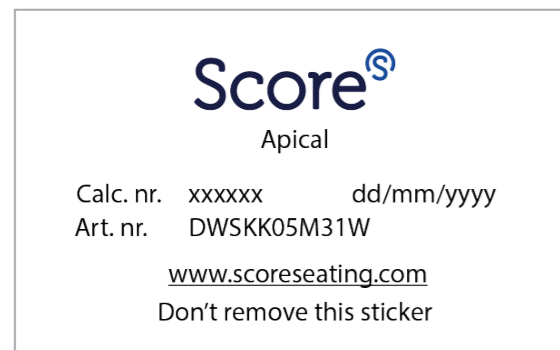 Score S
Apical
Calc. nr. xxxxxx dd/mm/yyyy
Art. nr. DWSKK05M31W
www.scoreseating.com
Don’t remove this sticker